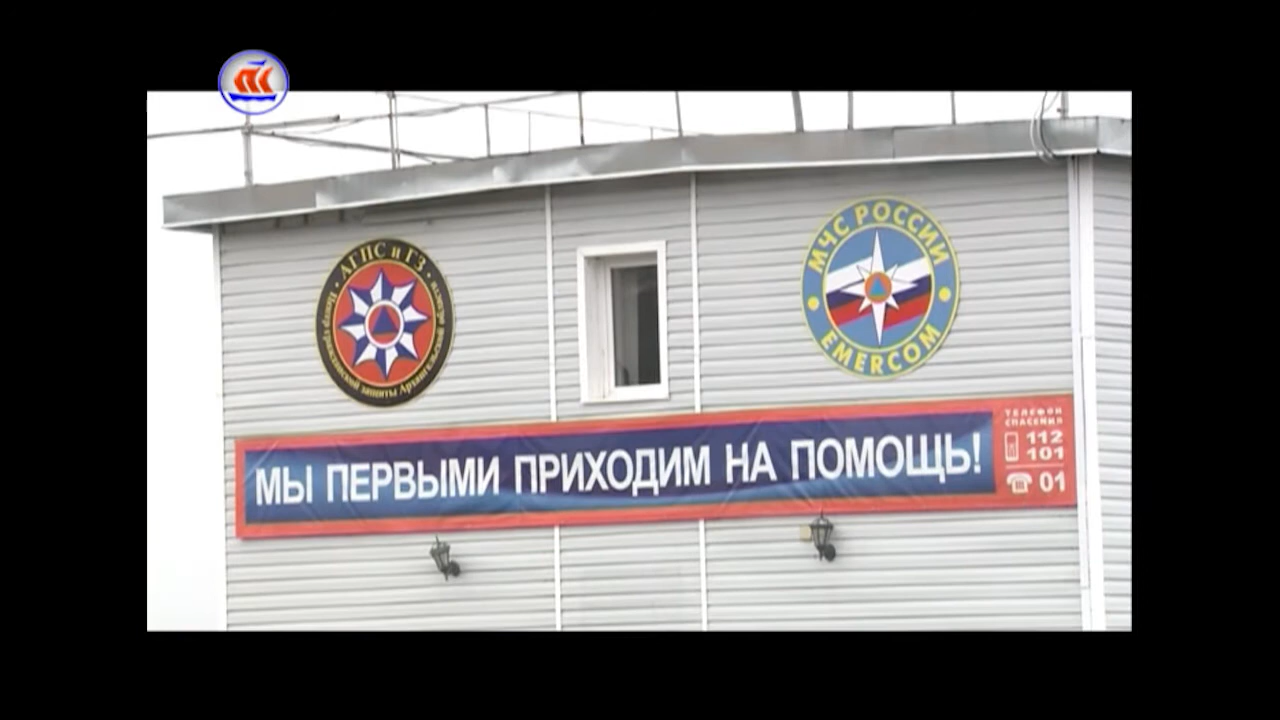 АГПС и ГЗ
МЧС РОССИИ
EMERCOM
МЫ ПЕРВЫМИ ПРИХОДИМ НА ПОМОЩЬ!
ТЕЛЕФОН
СПАСЕНИЯ
112
101
01